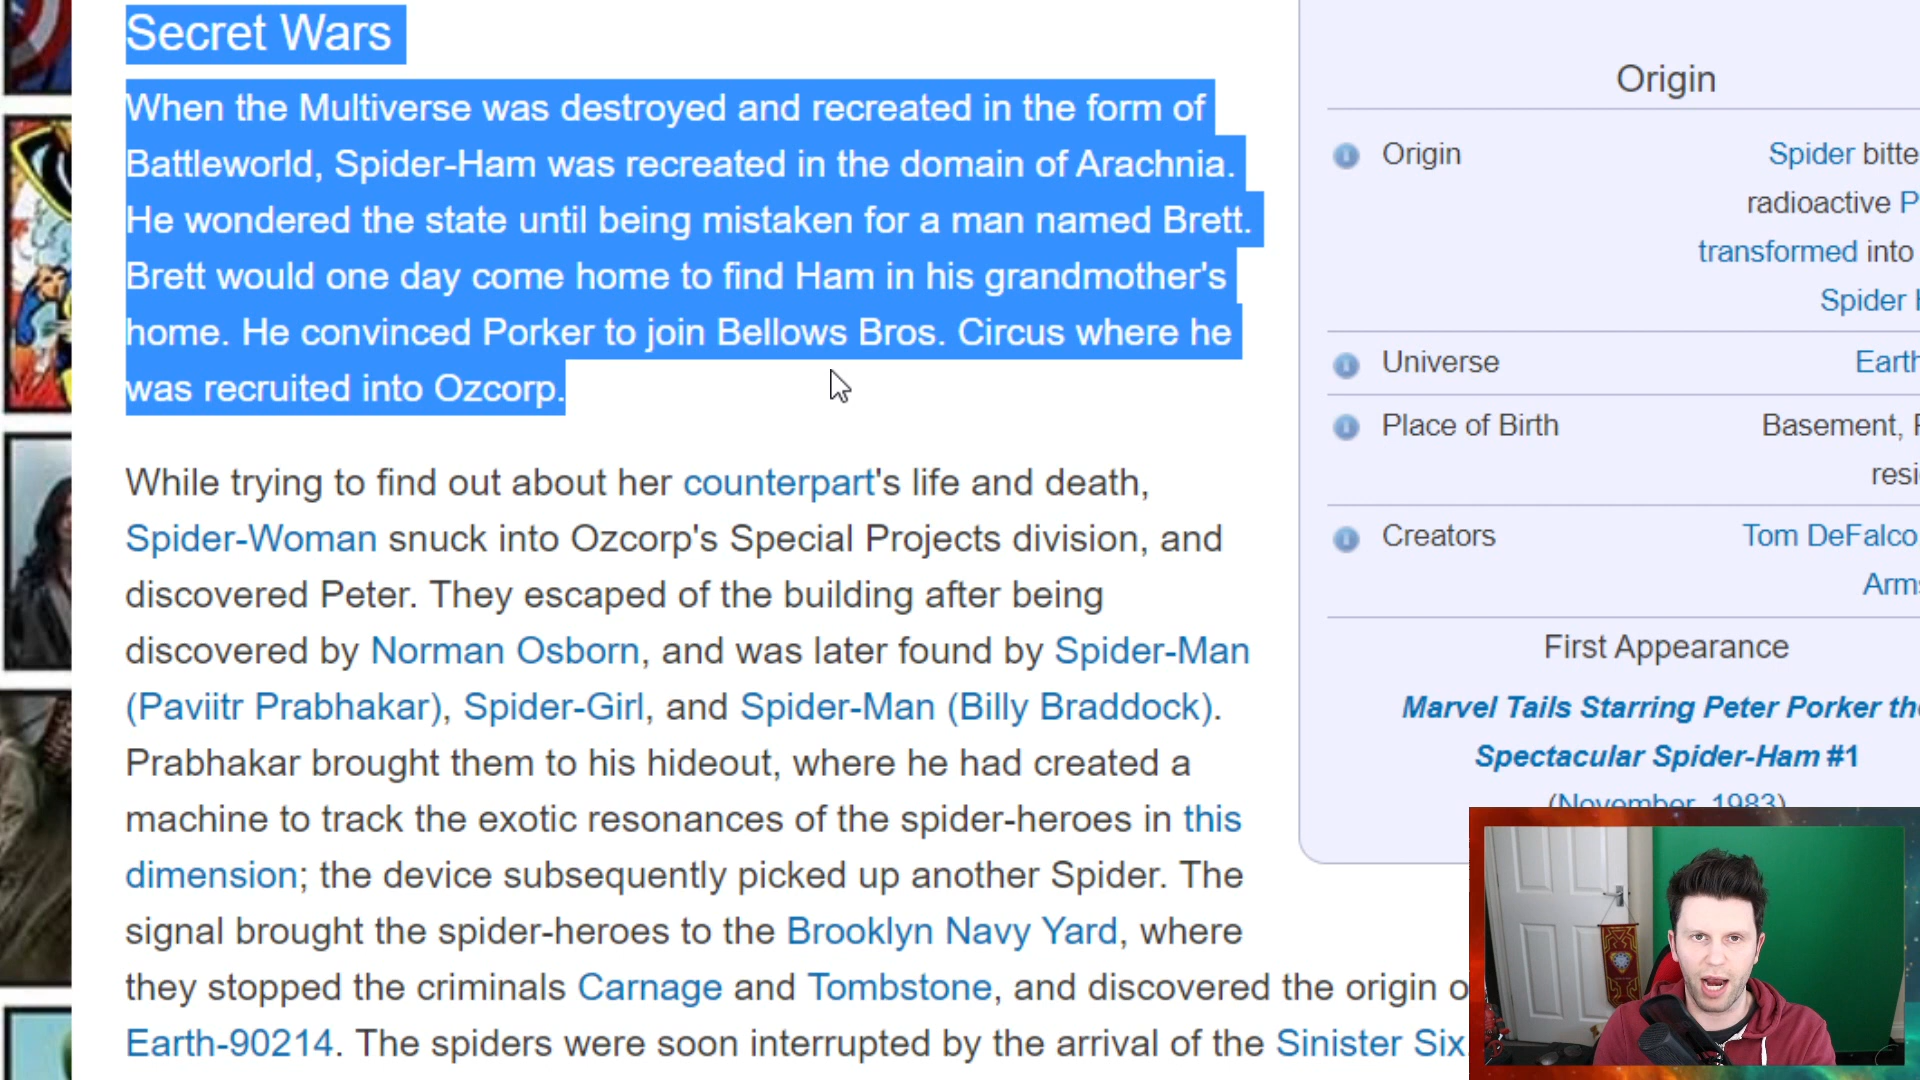 Secret Wars
When the Multiverse was destroyed and recreated in the form of
Battleworld, Spider-Ham was recreated in the domain of Arachnia.
He wondered the state until being mistaken for a man named Brett.
Brett would one day come home to find Ham in his grandmother's
home. He convinced Porker to join Bellows Bros. Circus where he
was recruited into Ozcorp.
While trying to find out about her counterpart's life and death,
Spider-Woman snuck into Ozcorp's Special Projects division, and
discovered Peter. They escaped of the building after being
discovered by Norman Osborn, and was later found by Spider-Man
(Paviitr Prabhakar), Spider-Girl, and Spider-Man (Billy Braddock).
Prabhakar brought them to his hideout, where he had created a
machine to track the exotic resonances of the spider-heroes in this
dimension; the device subsequently picked up another Spider. The
signal brought the spider-heroes to the Brooklyn Navy Yard, where
they stopped the criminals Carnage and Tombstone, and discovered the origin o
Earth-90214. The spiders were soon interrupted by the arrival of the Sinister Six.
Origin
Origin
Spider bitte
radioactive P
transformed into
Spider
Universe
Earth
Place of Birth
Basement,
resi
Creators
Tom DeFalco
Arms
First Appearance
Marvel Tails Starring Peter Porker the
Spectacular Spider-Ham #1
(November, 1983)